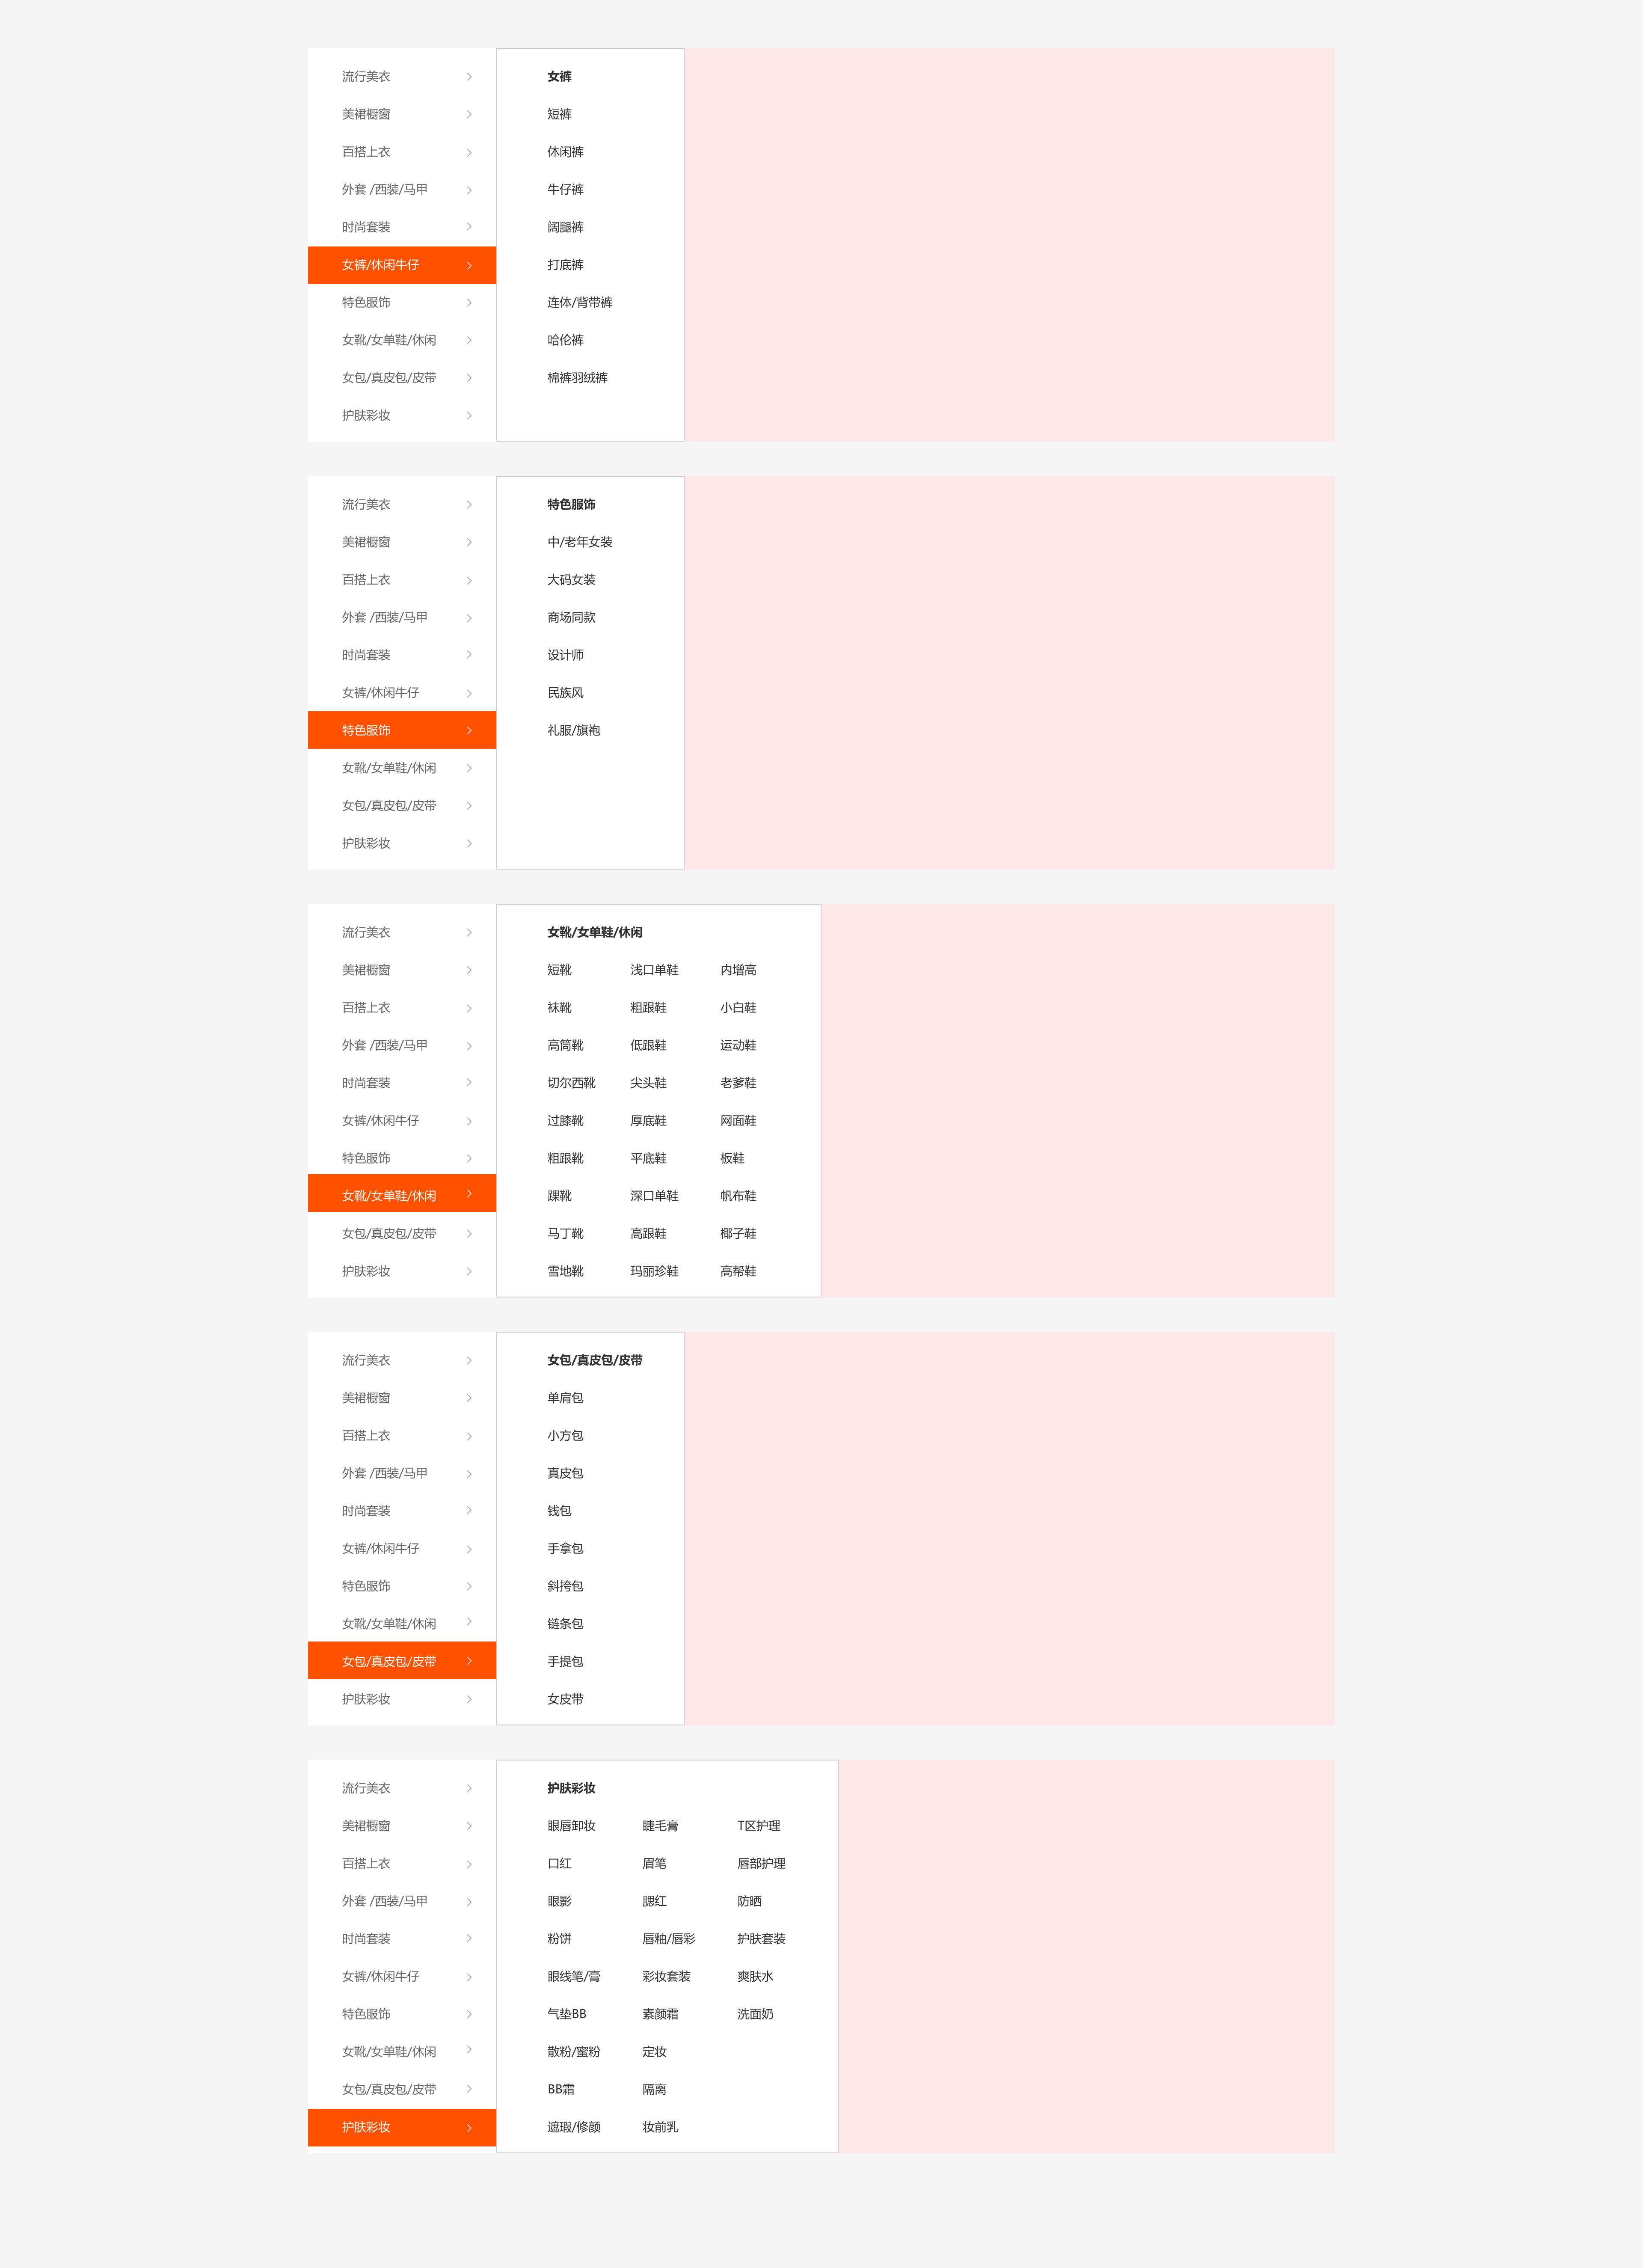 流行美衣
美裙橱窗
百搭上衣
外套 /西装/马甲
时尚套装
女裤/休闲牛仔
特色服饰
女靴/女单鞋/休闲
女包/真皮包/皮带
护肤彩妆
女裤
短裤
休闲裤
牛仔裤
阔腿裤
打底裤
连体/背带裤
哈伦裤
棉裤羽绒裤
流行美衣
美裙橱窗
百搭上衣
外套 /西装/马甲
时尚套装
女裤/休闲牛仔
特色服饰
女靴/女单鞋/休闲
女包/真皮包/皮带
护肤彩妆
特色服饰
中/老年女装
大码女装
商场同款
设计师
民族风
礼服/旗袍
流行美衣
美裙橱窗
百搭上衣
外套 /西装/马甲
时尚套装
女裤/休闲牛仔
特色服饰
女靴/女单鞋/休闲
女包/真皮包/皮带
护肤彩妆
女靴/女单鞋/休闲
短靴 浅口单鞋 内增高
袜靴 粗跟鞋 小白鞋
高筒靴 低跟鞋 运动鞋
切尔西靴 尖头鞋 老爹鞋
过膝靴 厚底鞋 网面鞋
粗跟靴 平底鞋 板鞋
踝靴 深口单鞋 帆布鞋
马丁靴 高跟鞋 椰子鞋
雪地靴 玛丽珍鞋 高帮鞋
流行美衣
美裙橱窗
百搭上衣
外套 /西装/马甲
时尚套装
女裤/休闲牛仔
特色服饰
女靴/女单鞋/休闲
女包/真皮包/皮带
护肤彩妆
女包/真皮包/皮带
单肩包
小方包
真皮包
钱包
手拿包
斜挎包
链条包
手提包
女皮带
流行美衣
美裙橱窗
百搭上衣
外套 /西装/马甲
时尚套装
女裤/休闲牛仔
特色服饰
女靴/女单鞋/休闲
女包/真皮包/皮带
护肤彩妆
护肤彩妆
眼唇卸妆 睫毛膏 T区护理
口红 眉笔 唇部护理
眼影 腮红 防晒
粉饼 唇釉/唇彩 护肤套装
眼线笔/膏 彩妆套装 爽肤水
气垫BB 素颜霜 洗面奶
散粉/蜜粉 定妆
BB霜 隔离
遮瑕/修颜 妆前乳